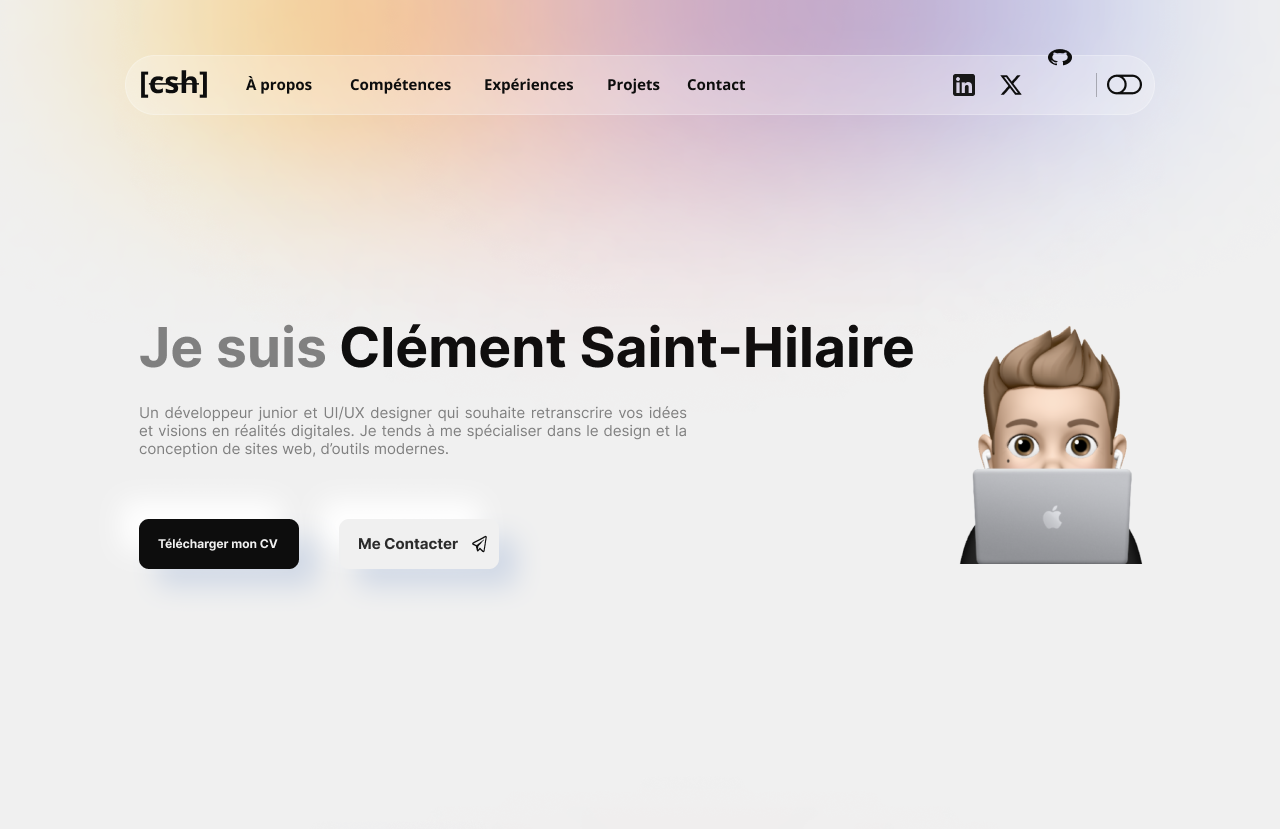 [csh]
À propos
Compétences
Expériences
Projets
Contact
Je suis Clément Saint-Hilaire
Un développeur junior et UI/UX designer qui souhaite retranscrire vos idées
et visions en réalités digitales. Je tends à me spécialiser dans le design et la
conception de sites web, d’outils modernes.
Télécharger mon CV
Me Contacter